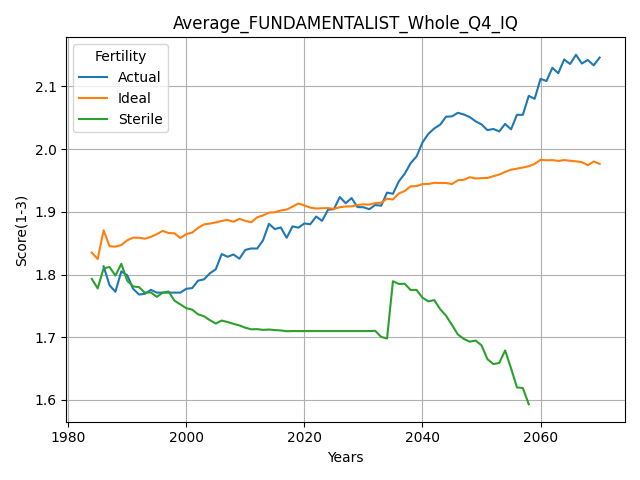 Average_FUNDAMENTALIST_Whole_Q4_IQ
Fertility
Actual
Ideal
Sterile
Score(1-3)
2.1
2.0
1.9
1.8
1.7
1.6
1980 2000 2020 2040 2060
Years